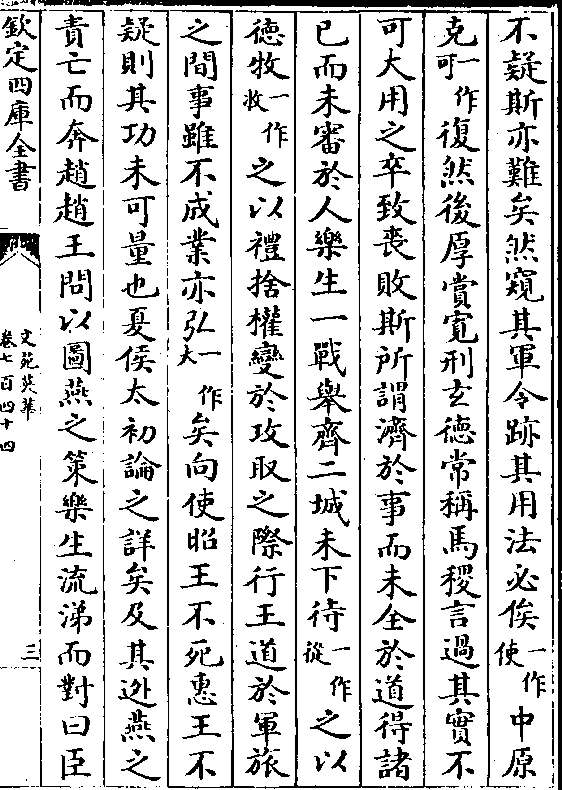 不疑斯亦難矣然窺其軍令跡其用法必俟一作使中原
克一作可復然後厚賞寛刑𤣥德常稱馬稷言過其實不
可大用之卒致喪敗斯所謂濟於事而未全於道得諸
已而未審於人樂生一戰舉齊二城未下待一作從之以
德牧一作收之以禮捨權變於攻取之際行王道於軍旅
之間事雖不成業亦弘一作大矣向使昭王不死惠王不
疑則其功未可量也夏侯太初論之詳矣及其迯燕之
責亡而奔趙趙王問以圖燕之策樂生流涕而對曰臣
欽定四庫全書
文苑英華
卷七百四十四
三